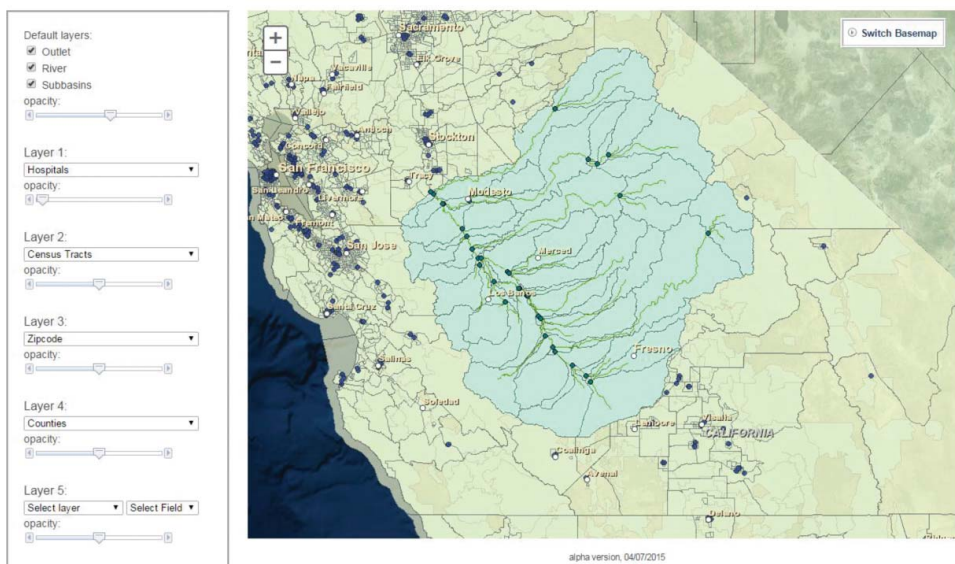 Default layers:
Outlet
River
Subbasins
opacity:
Layer 1:
Hospitals
opacity:
Layer 2:
Census Tracts
opacity:
Layer 3:
Zipcode
opacity:
Layer 4:
Counties
opacity:
Layer 5:
Select layer Select Field
opacity:
+
−
Switch Basemap
Sacramento
Elk Grove
Vacaville
Napa
Fairfield
Vallejo
Antioch
Concord
Stockton
San Francisco
Tracy
San Leandro
Livermore
Modesto
San Mateo
Fremont
San Jose
Merced
Los Banos
Santa Cruz
Salinas
Fresno
Soledad
Lemoore
Visalia
CALIFORNIA
Coalinga
Avenal
Delano
alpha version, 04/07/2015